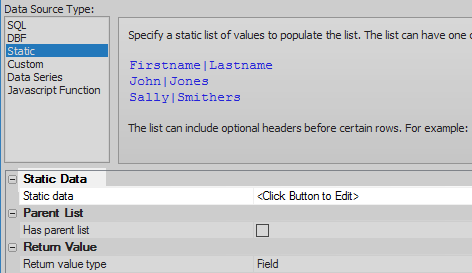 Data Source Type:
SQL
DBF
Static
Custom
Data Series
Javascript Function
Specify a static list of values to populate the list. The list can have one
Firstname|Lastname
John|Jones
Sally|Smithers
The list can include optional headers before certain rows. For example:
Static Data
Static data <Click Button to Edit>
Parent List
Has parent list
Return Value
Return value type Field